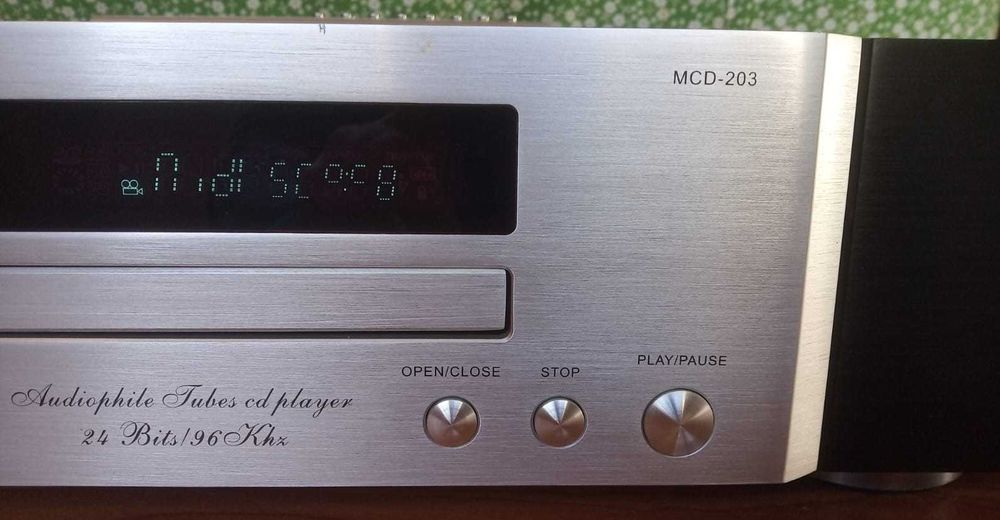 MCD-203
OPEN/CLOSE
STOP
PLAY/PAUSE
Audiophile Tubes cd player
24 Bits/96Khz